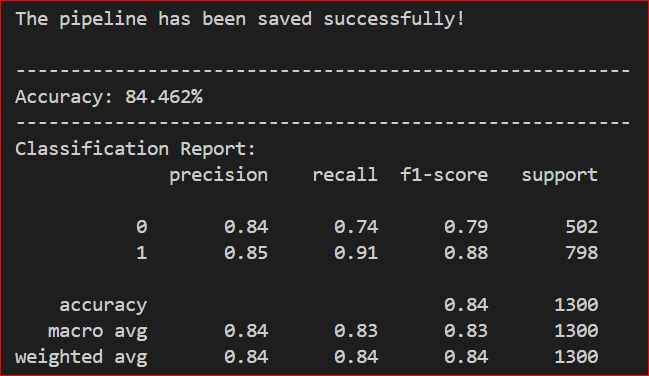 The pipeline has been saved successfully!
--------------------------------------------------------
Accuracy: 84.462%
--------------------------------------------------------
Classification Report:
precision recall f1-score support
0 0.84 0.74 0.79 502
1 0.85 0.91 0.88 798
accuracy 0.84 1300
macro avg 0.84 0.83 0.83 1300
weighted avg 0.84 0.84 0.84 1300